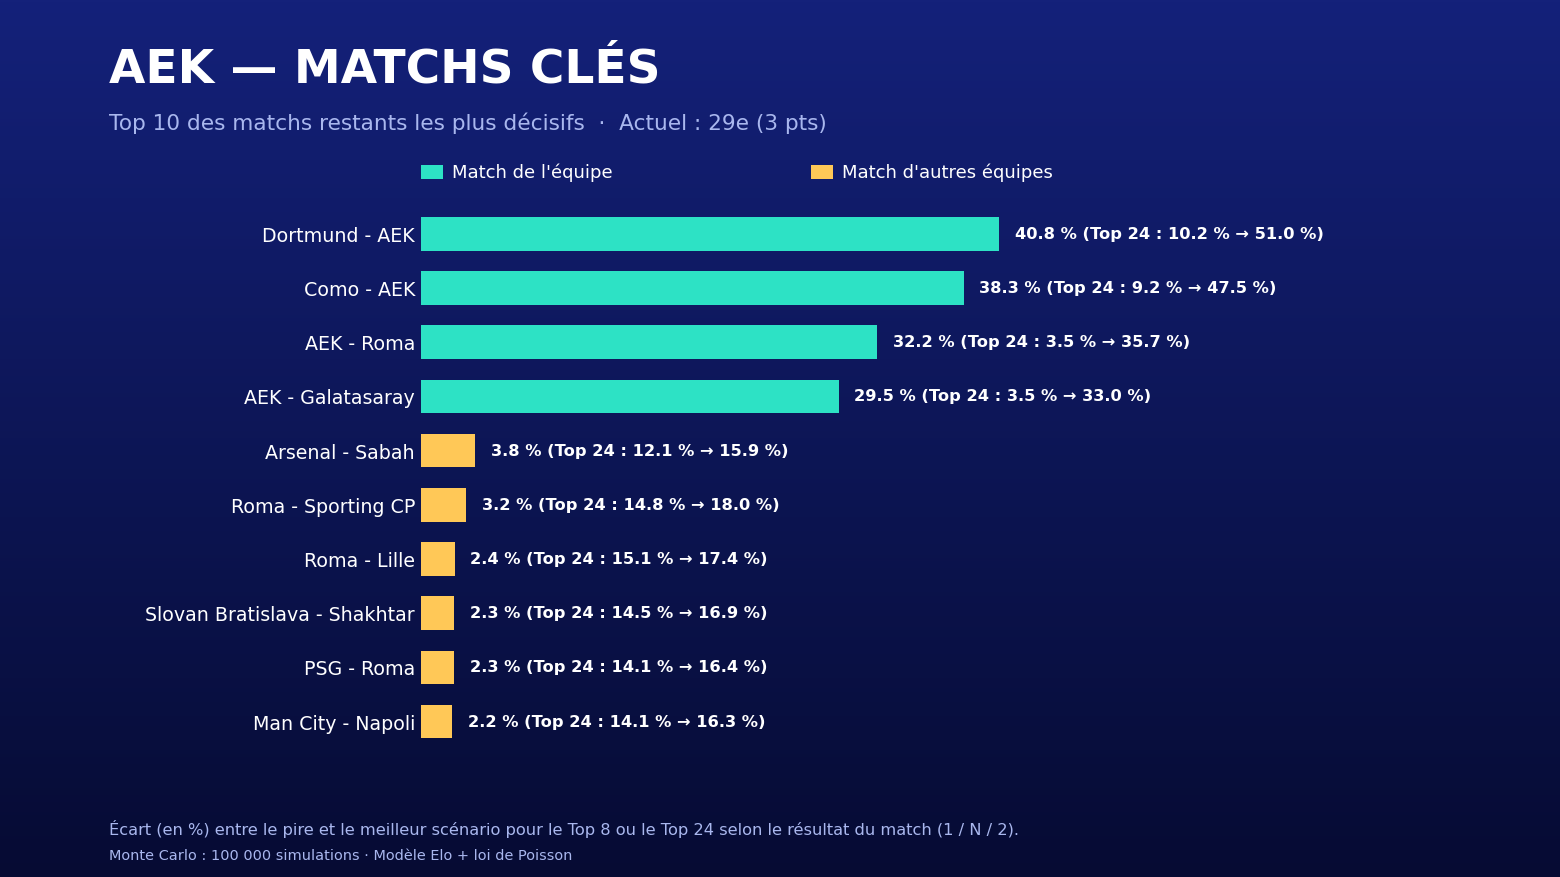 AEK — MATCHS CLÉS
Top 10 des matchs restants les plus décisifs · Actuel : 29e (3 pts)
Match de l'équipe
Match d'autres équipes
Dortmund - AEK 40.8 % (Top 24 : 10.2 % → 51.0 %)
Como - AEK 38.3 % (Top 24 : 9.2 % → 47.5 %)
AEK - Roma 32.2 % (Top 24 : 3.5 % → 35.7 %)
AEK - Galatasaray 29.5 % (Top 24 : 3.5 % → 33.0 %)
Arsenal - Sabah 3.8 % (Top 24 : 12.1 % → 15.9 %)
Roma - Sporting CP 3.2 % (Top 24 : 14.8 % → 18.0 %)
Roma - Lille 2.4 % (Top 24 : 15.1 % → 17.4 %)
Slovan Bratislava - Shakhtar 2.3 % (Top 24 : 14.5 % → 16.9 %)
PSG - Roma 2.3 % (Top 24 : 14.1 % → 16.4 %)
Man City - Napoli 2.2 % (Top 24 : 14.1 % → 16.3 %)
Écart (en %) entre le pire et le meilleur scénario pour le Top 8 ou le Top 24 selon le résultat du match (1 / N / 2).
Monte Carlo : 100 000 simulations · Modèle Elo + loi de Poisson